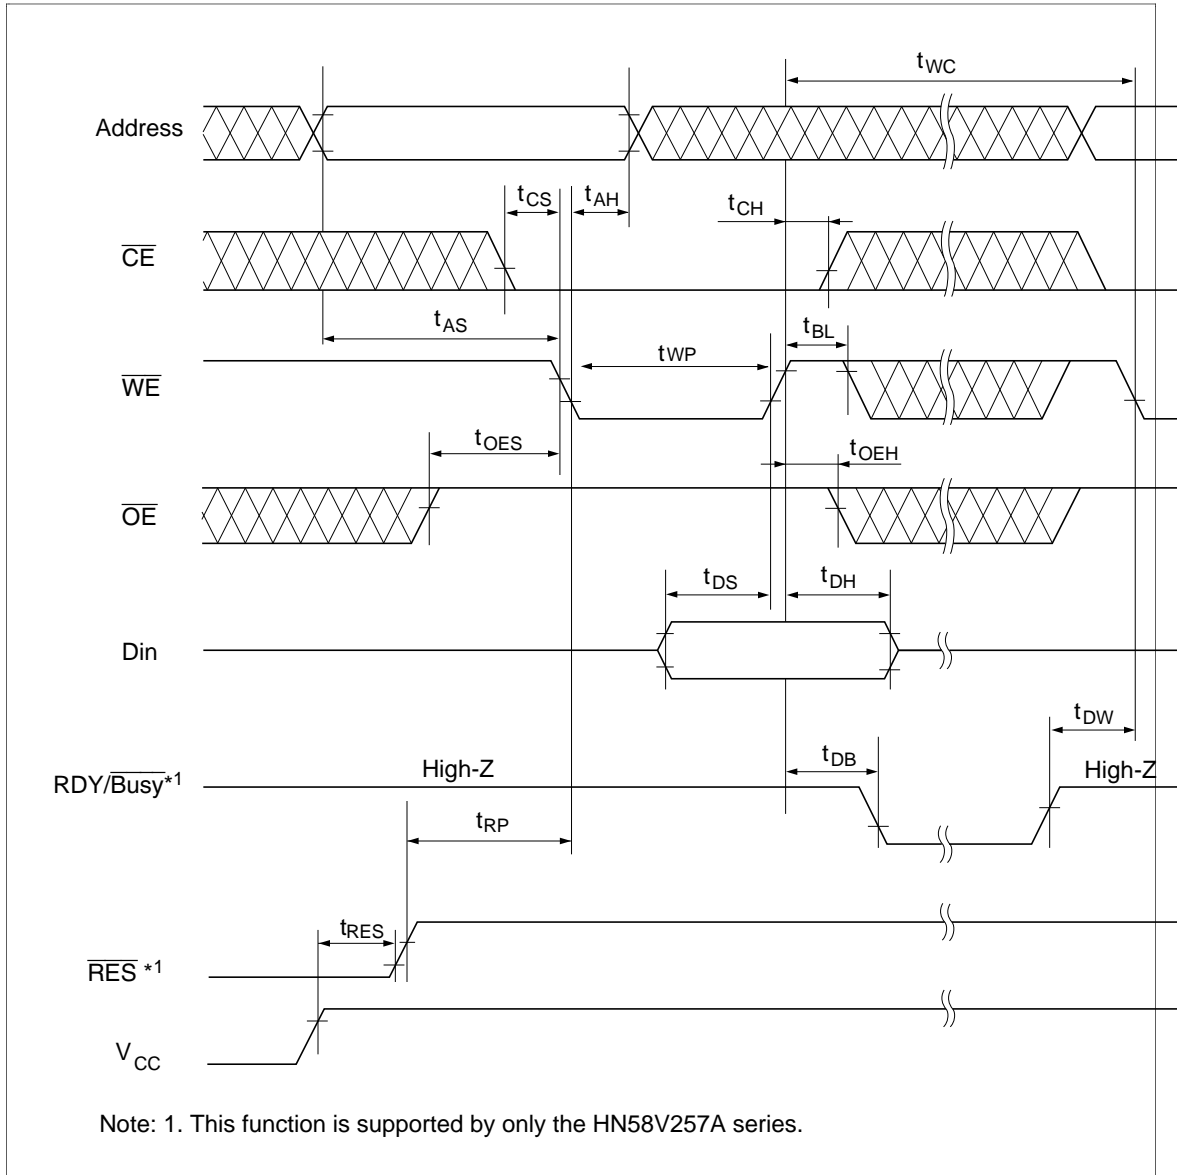 tWC
Address
tCS
tAH
tCH
CE
tAS
tBL
tWP
WE
tOES
tOEH
OE
tDS
tDH
Din
tDW
tDB
High-Z
High-Z
RDY/Busy*1
tRP
tRES
RES *1
VCC
Note: 1. This function is supported by only the HN58V257A series.